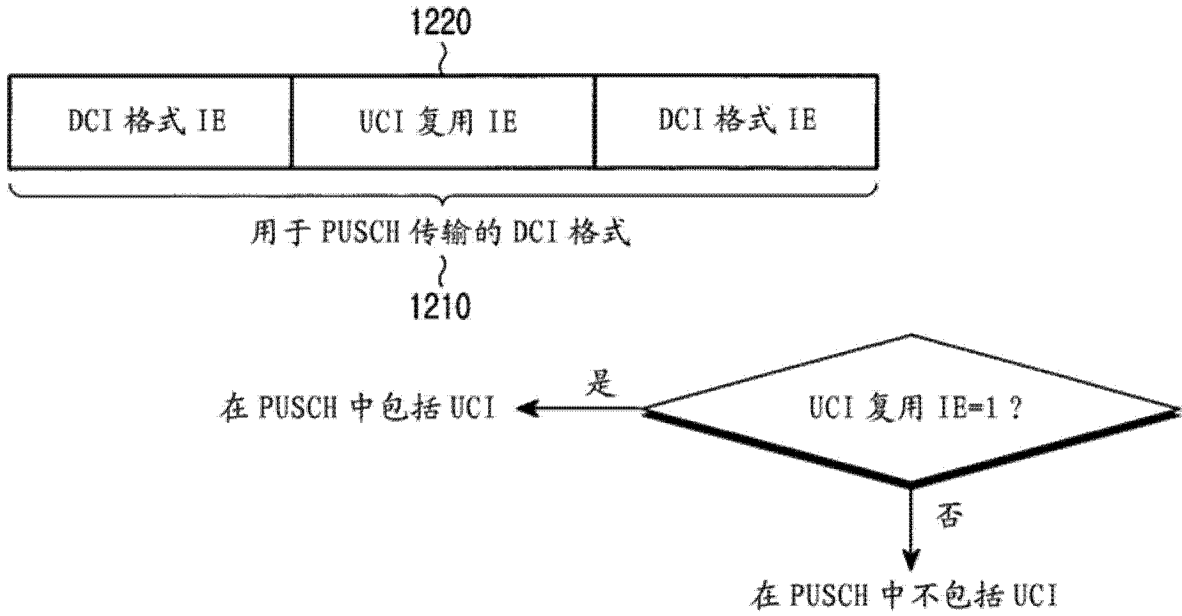 1220
DCI 格式 IE
UCI 复用 IE
DCI 格式 IE
用于 PUSCH 传输的 DCI 格式
1210
在 PUSCH 中包括 UCI
是
UCI 复用 IE=1 ?
否
在 PUSCH 中不包括 UCI